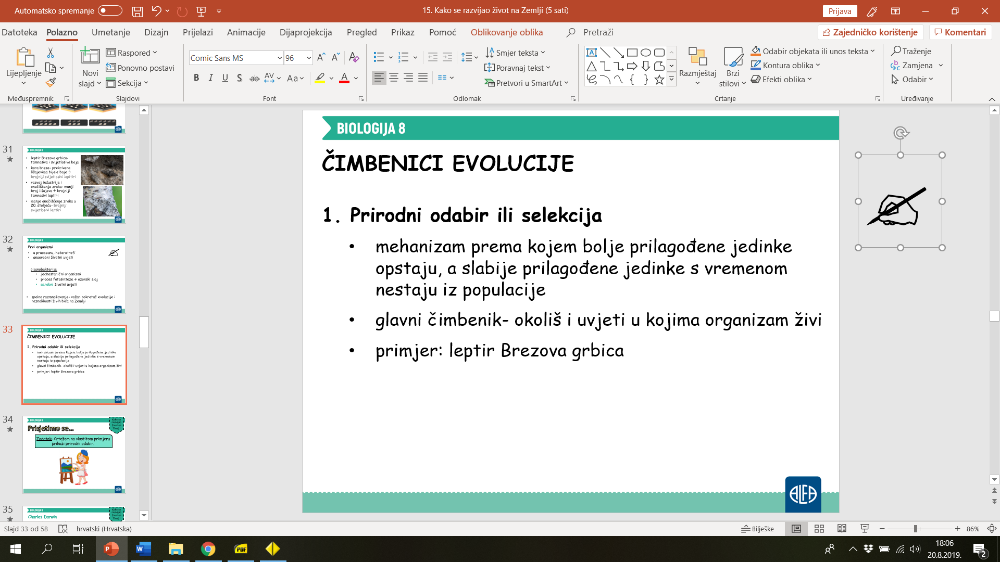 Automatsko spremanje
15. Kako se razvijao život na Zemlji (5 sati)
Prijava
Datoteka Polazno Umetanje Dizajn Prijelazi Animacije Dijaprojekcija Pregled Prikaz Pomoć Oblikovanje oblika Pretraži
Zajedničko korištenje Komentari
Lijepljenje
Međuspremnik
Novi slajd
Raspored
Ponovno postavi
Sekcija
Slajdovi
Comic Sans MS 96
Font
Smjer teksta
Poravnaj tekst
Pretvori u SmartArt
Odlomak
Razmještaj
Brzi stilovi
Odabir objekata ili unos teksta
Kontura oblika
Efekti oblika
Crtanje
Traženje
Zamjena
Odabir
Uređivanje
31
BIOLOGIJA 8
leptir Brezova grbica-
tamnosiva i svijetlosiva boja
kora breze- prekrivena
lišajevima bijele boje →
brojniji svijetlosivi leptiri
razvoj industrije i
onečišćenje zraka- manji
broj lišajeva → brojniji
tamnosivi leptiri
manje onečišćenje zraka u
20. stoljeću- brojniji
svijetlosivi leptiri
32
BIOLOGIJA 8
Prvi organizmi
• u praoceanu, heterotrofi
• anaerobni životni uvjeti
cijanobakterije
• jednostanični organizmi
• proces fotosinteze → ozonski sloj
• aerobni životni uvjeti
• spolno razmnožavanje- važan pokretač evolucije i
raznolikosti živih bića na Zemlji
33
BIOLOGIJA 8
ČIMBENICI EVOLUCIJE
1. Prirodni odabir ili selekcija
• mehanizam prema kojem bolje prilagođene jedinke
opstaju, a slabije prilagođene jedinke s vremenom
nestaju iz populacije
• glavni čimbenik- okoliš i uvjeti u kojima organizam živi
• primjer: leptir Brezova grbica
34
BIOLOGIJA 8
Kako se
razvijao
život na
Zemlji
Prisjetimo se...
Zadatak: Crtežom na vlastitom primjeru
prikaži prirodni odabir.
35
BIOLOGIJA 8
Kako se
razvijao
život na
Zemlji
Charles Darwin
BIOLOGIJA 8
ČIMBENICI EVOLUCIJE
1. Prirodni odabir ili selekcija
• mehanizam prema kojem bolje prilagođene jedinke
opstaju, a slabije prilagođene jedinke s vremenom
nestaju iz populacije
• glavni čimbenik- okoliš i uvjeti u kojima organizam živi
• primjer: leptir Brezova grbica
ALFA
Slajd 33 od 58 hrvatski (Hrvatska)
Bilješke 86%
18:06
20.8.2019.
2